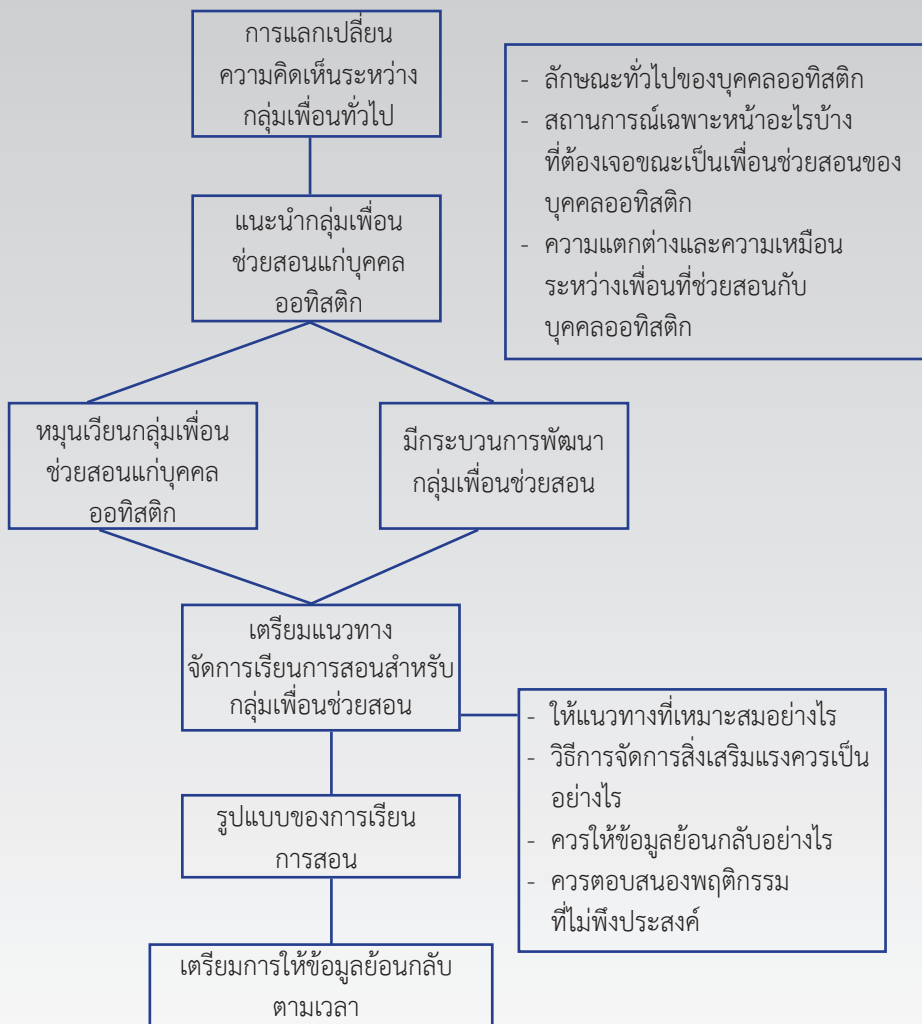 การแลกเปลี่ยน
ความคิดเห็นระหว่าง
กลุ่มเพื่อนทั่วไป
- ลักษณะทั่วไปของบุคคลออทิสติก
- สถานการณ์เฉพาะหน้าอะไรบ้าง
ที่ต้องเจอขณะเป็นเพื่อนช่วยสอนของ
บุคคลออทิสติก
- ความแตกต่างและความเหมือน
ระหว่างเพื่อนที่ช่วยสอนกับ
บุคคลออทิสติก
แนะนำกลุ่มเพื่อน
ช่วยสอนแก่บุคคล
ออทิสติก
หมุนเวียนกลุ่มเพื่อน
ช่วยสอนแก่บุคคล
ออทิสติก
มีกระบวนการพัฒนา
กลุ่มเพื่อนช่วยสอน
เตรียมแนวทาง
จัดการเรียนการสอนสำหรับ
กลุ่มเพื่อนช่วยสอน
- ให้แนวทางที่เหมาะสมอย่างไร
- วิธีการจัดการสิ่งเสริมแรงควรเป็น
อย่างไร
- ควรให้ข้อมูลย้อนกลับอย่างไร
- ควรตอบสนองพฤติกรรม
ที่ไม่พึงประสงค์
รูปแบบของการเรียน
การสอน
เตรียมการให้ข้อมูลย้อนกลับ
ตามเวลา